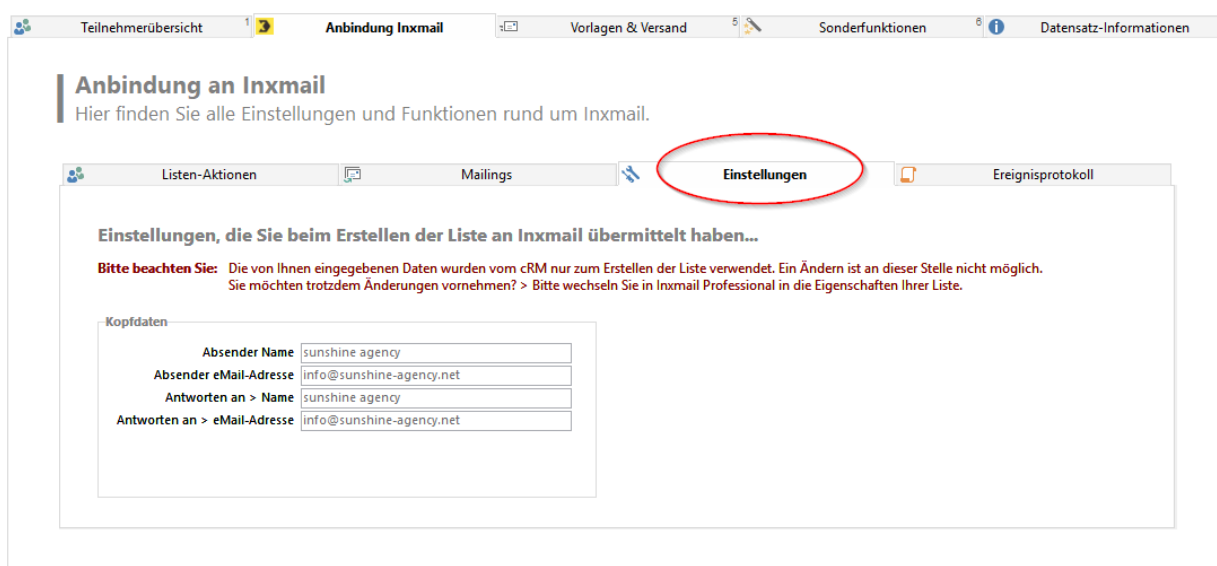 Teilnehmerübersicht 1 Anbindung Inxmail Vorlagen & Versand 5 Sonderfunktionen 6 Datensatz-Informationen
Anbindung an Inxmail
Hier finden Sie alle Einstellungen und Funktionen rund um Inxmail.
Listen-Aktionen Mailings Einstellungen Ereignisprotokoll
Einstellungen, die Sie beim Erstellen der Liste an Inxmail übermittelt haben...
Bitte beachten Sie: Die von Ihnen eingegebenen Daten wurden vom cRM nur zum Erstellen der Liste verwendet. Ein Ändern ist an dieser Stelle nicht möglich.
Sie möchten trotzdem Änderungen vornehmen? > Bitte wechseln Sie in Inxmail Professional in die Eigenschaften Ihrer Liste.
Kopfdaten
Absender Name sunshine agency
Absender eMail-Adresse info@sunshine-agency.net
Antworten an > Name sunshine agency
Antworten an > eMail-Adresse info@sunshine-agency.net